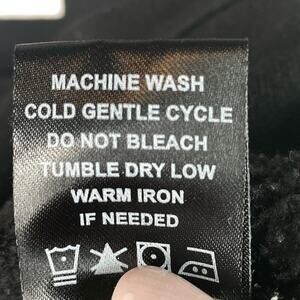 MACHINE WASH
COLD GENTLE CYCLE
DO NOT BLEACH
TUMBLE DRY LOW
WARM IRON
IF NEEDED